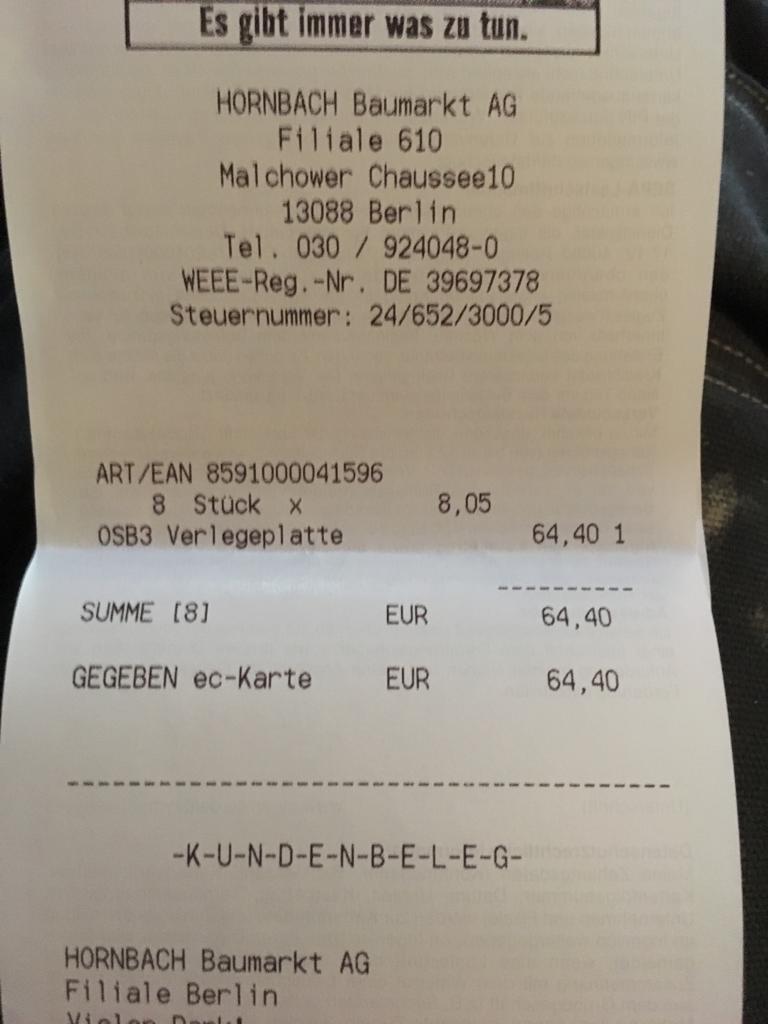 Es gibt immer was zu tun.
HORNBACH Baumarkt AG
Filiale 610
Malchower Chaussee10
13088 Berlin
Tel. 030 / 924048-0
WEEE-Reg.-Nr. DE 39697378
Steuernummer: 24/652/3000/5
ART/EAN 8591000041596
8 Stück x 8,05
OSB3 Verlegeplatte 64,40 1
----------
SUMME [8] EUR 64,40
GEGEBEN ec-Karte EUR 64,40
------------------------------------------
-K-U-N-D-E-N-B-E-L-E-G-
HORNBACH Baumarkt AG
Filiale Berlin
Vielen Dank!